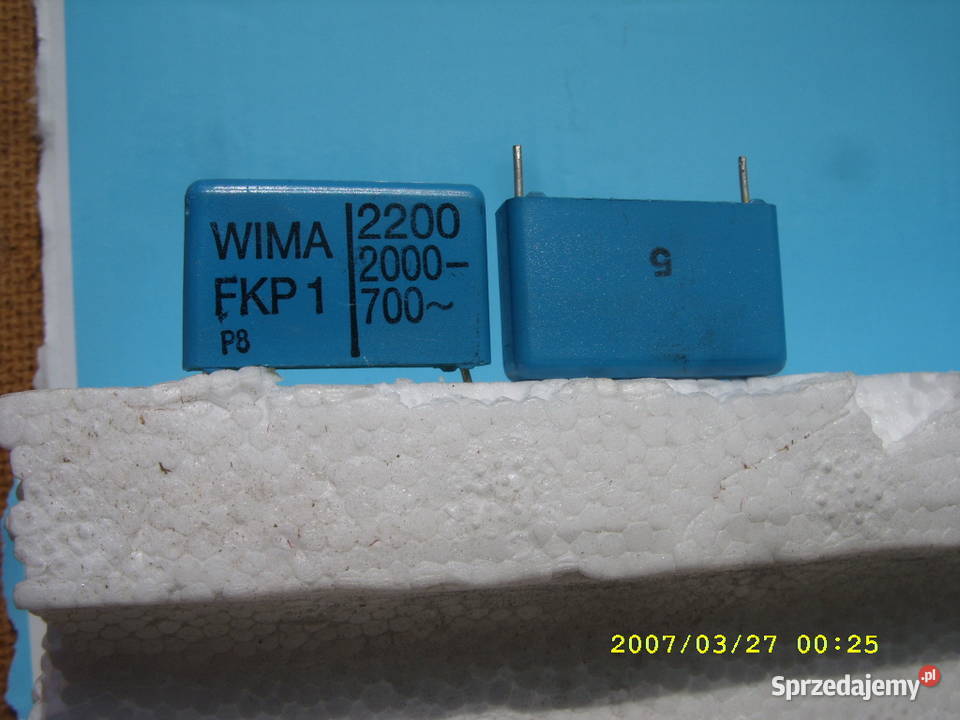 WIMA
FKP 1
P8
2200
2000-
700~
5
2007/03/27 00:25
Sprzedajemy.pl